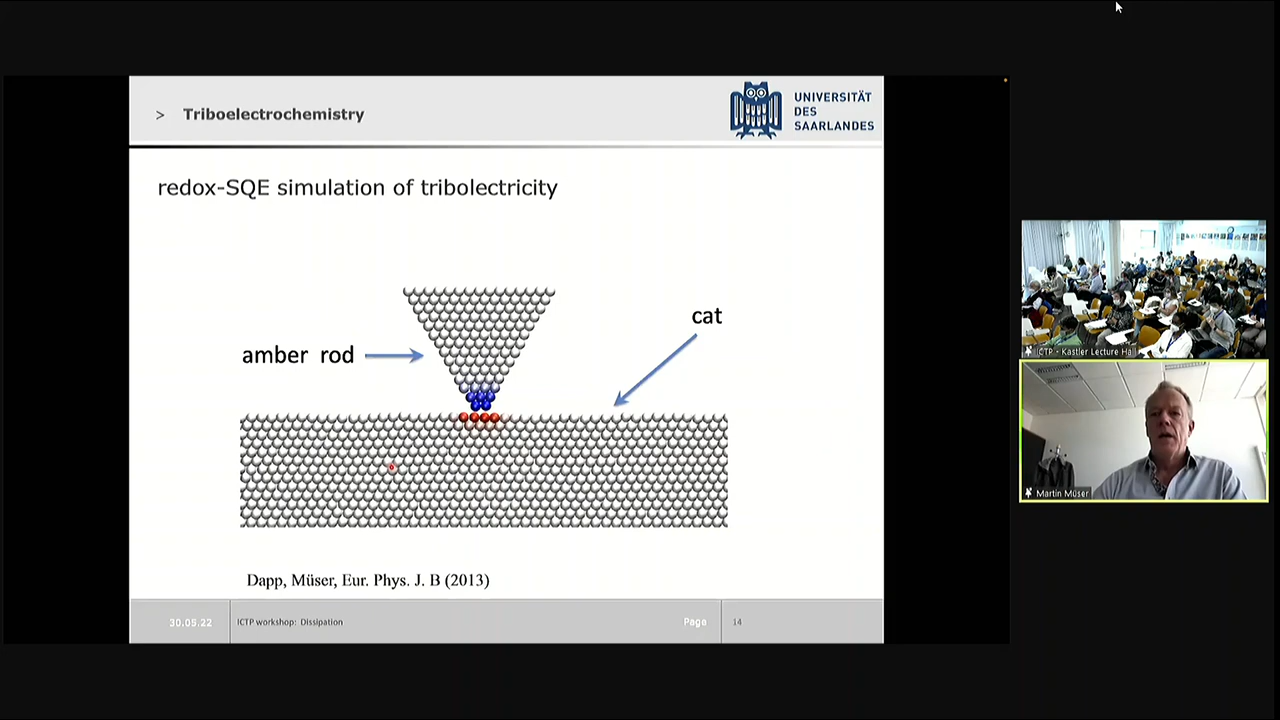 > Triboelectrochemistry
UNIVERSITÄT
DES
SAARLANDES
redox-SQE simulation of tribolectricity
cat
amber rod
Dapp, Müser, Eur. Phys. J. B (2013)
30.05.22
ICTP workshop: Dissipation
Page
14
ICTP - Kastler Lecture Hall
Martin Müser